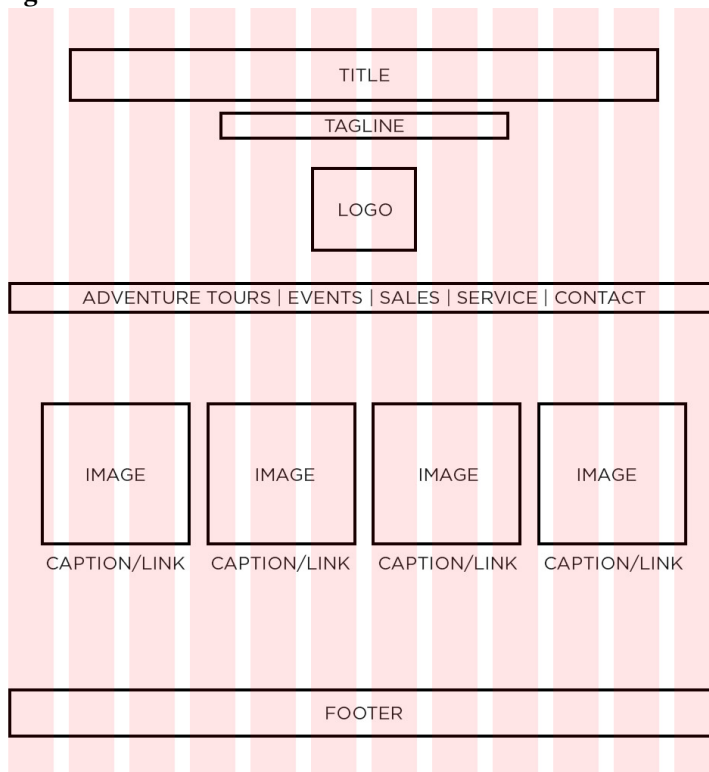 TITLE
TAGLINE
LOGO
ADVENTURE TOURS | EVENTS | SALES | SERVICE | CONTACT
IMAGE IMAGE IMAGE IMAGE
CAPTION/LINK CAPTION/LINK CAPTION/LINK CAPTION/LINK
FOOTER